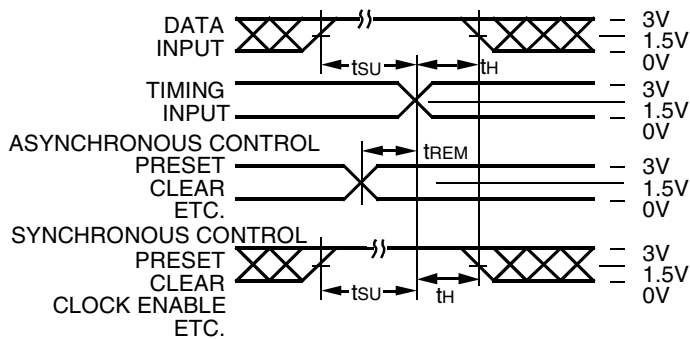 DATA
INPUT
tSU
tH
3V
1.5V
0V
TIMING
INPUT
3V
1.5V
0V
ASYNCHRONOUS CONTROL
PRESET
CLEAR
ETC.
tREM
3V
1.5V
0V
SYNCHRONOUS CONTROL
PRESET
CLEAR
CLOCK ENABLE
ETC.
tSU
tH
3V
1.5V
0V